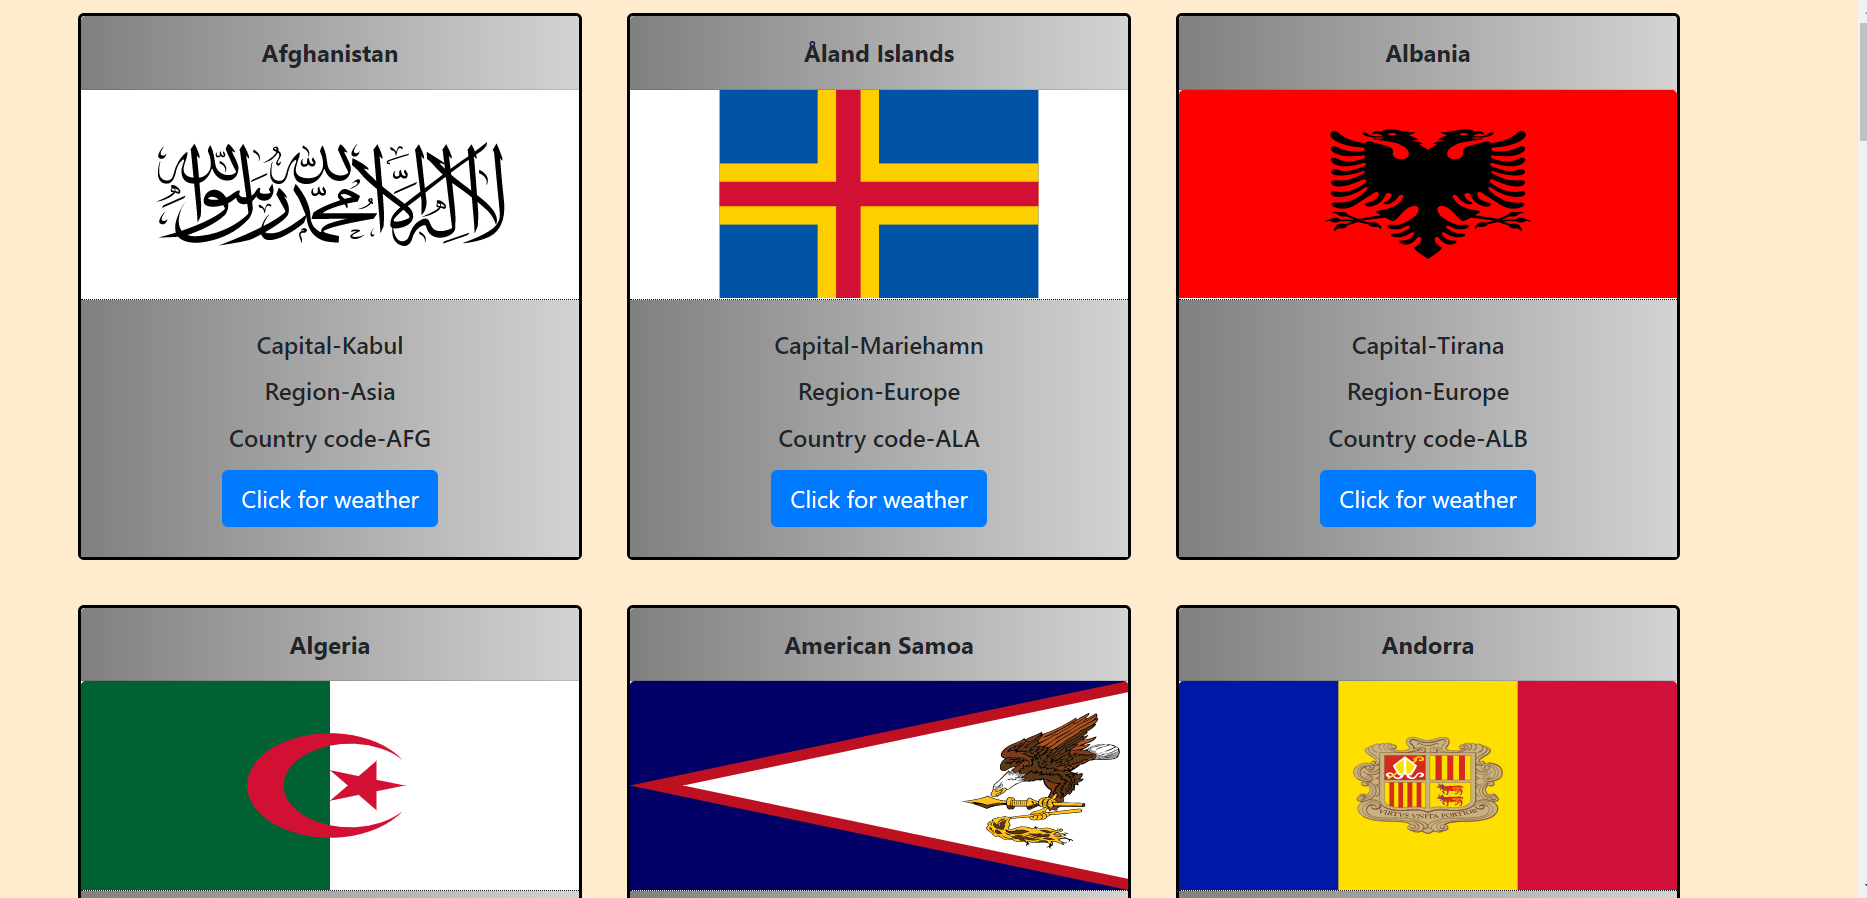 Afghanistan
لا إله إلا الله محمد رسول الله
Capital-Kabul
Region-Asia
Country code-AFG
Click for weather
Åland Islands
Capital-Mariehamn
Region-Europe
Country code-ALA
Click for weather
Albania
Capital-Tirana
Region-Europe
Country code-ALB
Click for weather
Algeria
American Samoa
Andorra
VIRTVS VNITA FORTIOR